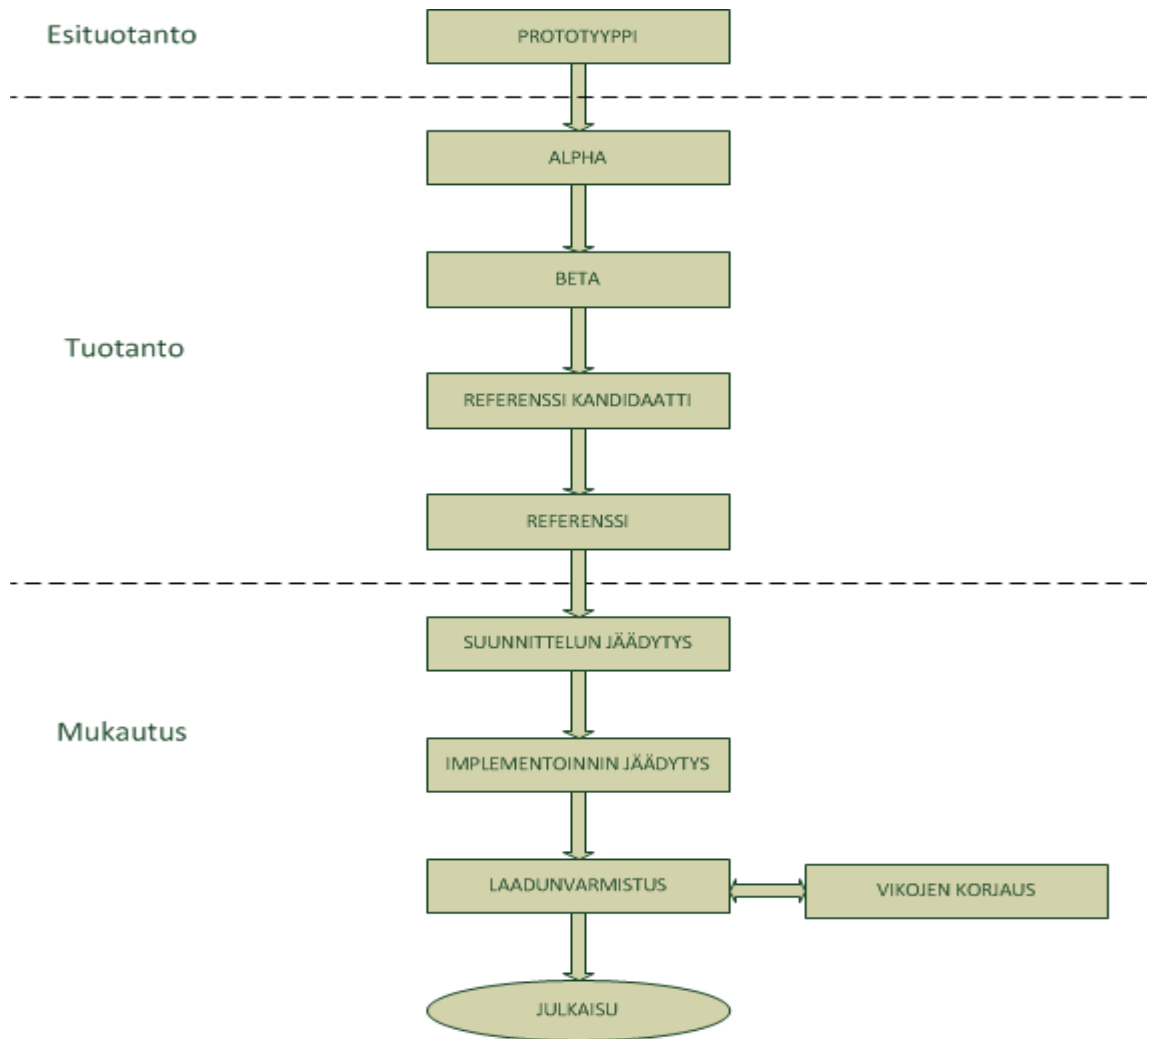 Esituotanto
PROTOTYYPPI
ALPHA
BETA
Tuotanto
REFERENSSI KANDIDAATTI
REFERENSSI
SUUNNITTELUN JÄÄDYTYS
Mukautus
IMPLEMENTOINNIN JÄÄDYTYS
LAADUNVARMISTUS
VIKOJEN KORJAUS
JULKAISU